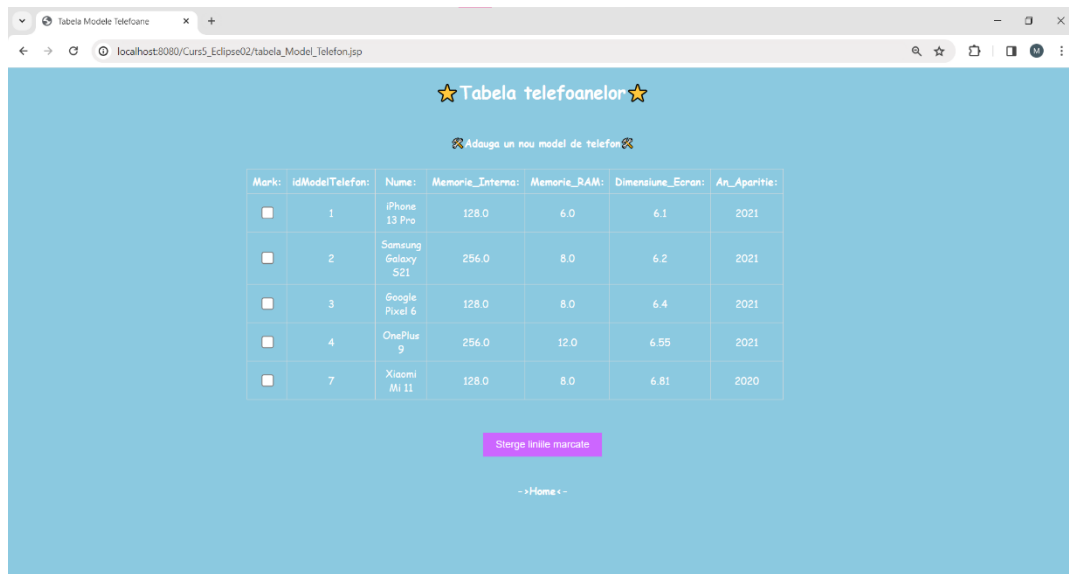 Tabela Modele Telefoane
localhost:8080/Curs5_Eclipse02/tabela_Model_Telefon.jsp
M
Tabela telefoanelor
Adauga un nou model de telefon
Mark: idModelTelefon: Nume: Memorie_Interna: Memorie_RAM: Dimensiune_Ecran: An_Aparitie:
1 iPhone 13 Pro 128.0 6.0 6.1 2021
2 Samsung Galaxy S21 256.0 8.0 6.2 2021
3 Google Pixel 6 128.0 8.0 6.4 2021
4 OnePlus 9 256.0 12.0 6.55 2021
7 Xiaomi Mi 11 128.0 8.0 6.81 2020
Sterge liniile marcate
->Home<-